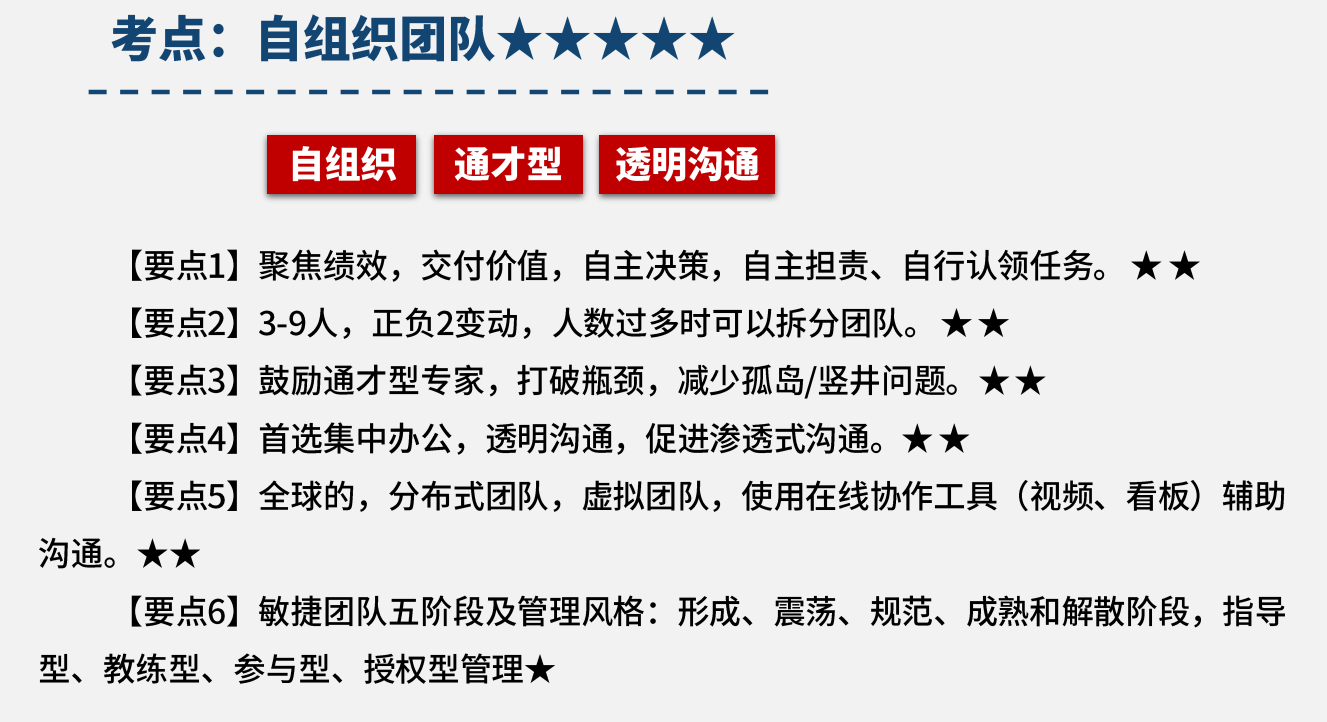 考点：自组织团队★★★★★
自组织 通才型 透明沟通
【要点1】聚焦绩效，交付价值，自主决策，自主担责、自行认领任务。★★
【要点2】3-9人，正负2变动，人数过多时可以拆分团队。★★
【要点3】鼓励通才型专家，打破瓶颈，减少孤岛/竖井问题。★★
【要点4】首选集中办公，透明沟通，促进渗透式沟通。★★
【要点5】全球的，分布式团队，虚拟团队，使用在线协作工具（视频、看板）辅助
沟通。★★
【要点6】敏捷团队五阶段及管理风格：形成、震荡、规范、成熟和解散阶段，指导
型、教练型、参与型、授权型管理★